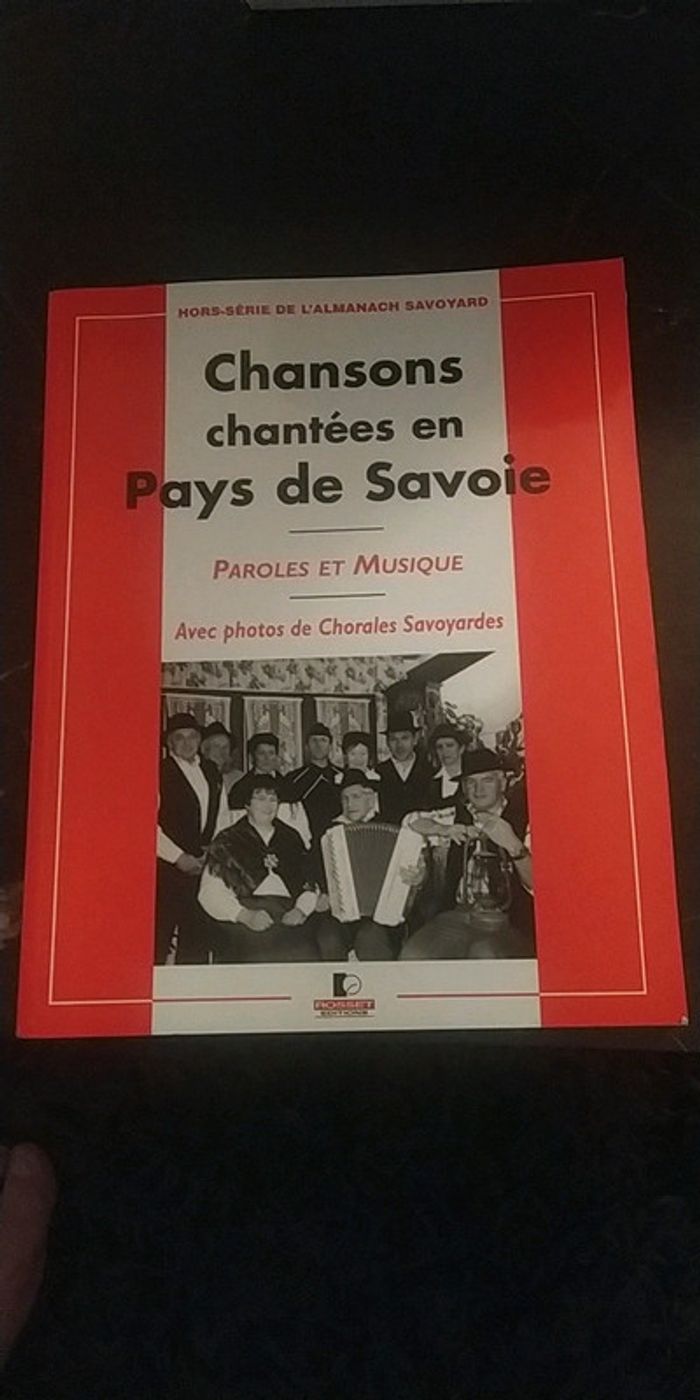 HORS-SÉRIE DE L'ALMANACH SAVOYARD
Chansons
chantées en
Pays de Savoie
PAROLES ET MUSIQUE
Avec photos de Chorales Savoyardes
ROSSET
EDITIONS